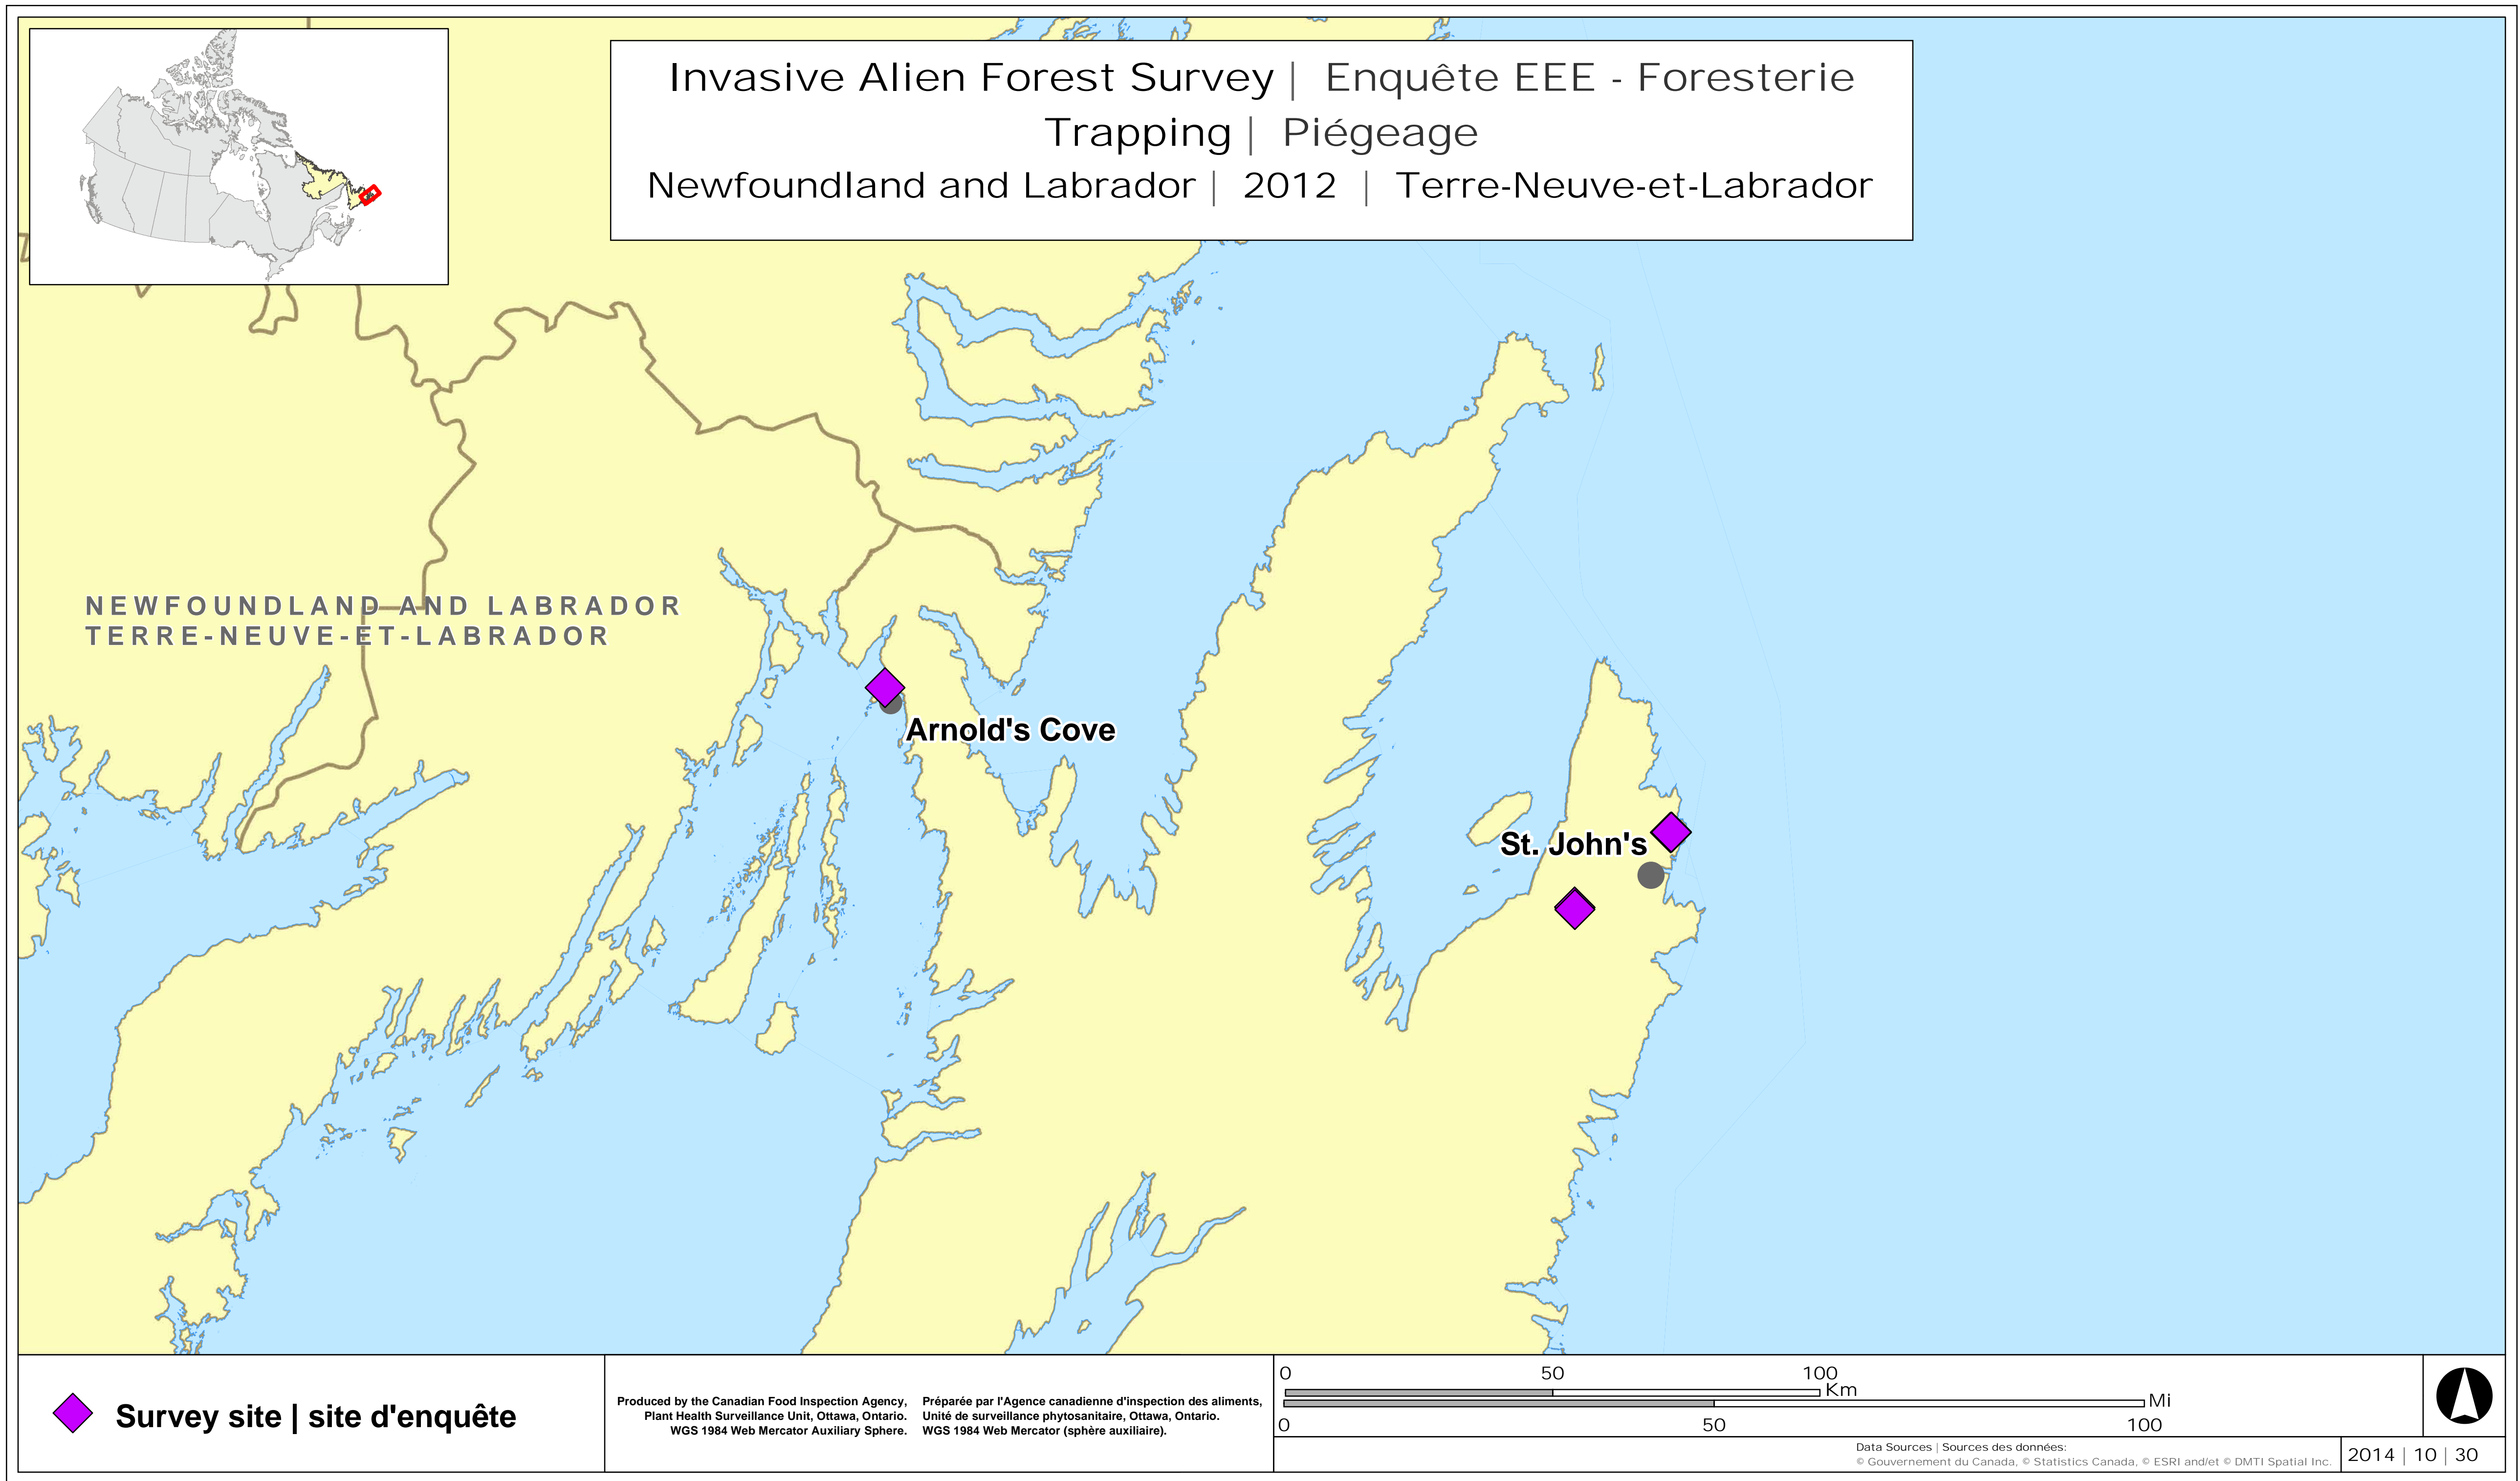 Invasive Alien Forest Survey | Enquête EEE - Foresterie
Trapping | Piégeage
Newfoundland and Labrador | 2012 | Terre-Neuve-et-Labrador
NEWFOUNDLAND AND LABRADOR
TERRE-NEUVE-ET-LABRADOR
Arnold's Cove
St. John's
Survey site | site d'enquête
Produced by the Canadian Food Inspection Agency,
Plant Health Surveillance Unit, Ottawa, Ontario.
WGS 1984 Web Mercator Auxiliary Sphere.
Préparée par l'Agence canadienne d'inspection des aliments,
Unité de surveillance phytosanitaire, Ottawa, Ontario.
WGS 1984 Web Mercator (sphère auxiliaire).
0 50 100
Km
Mi
0 50 100
Data Sources | Sources des données:
© Gouvernement du Canada, © Statistics Canada, © ESRI and/et © DMTI Spatial Inc.
2014 | 10 | 30